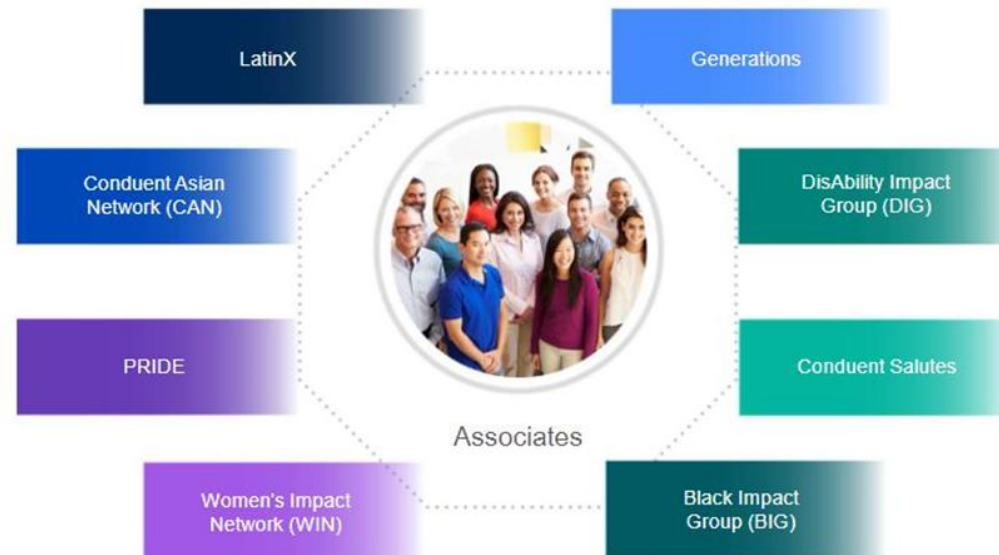 LatinX
Generations
Conduent Asian
Network (CAN)
DisAbility Impact
Group (DIG)
PRIDE
Conduent Salutes
Associates
Women's Impact
Network (WIN)
Black Impact
Group (BIG)